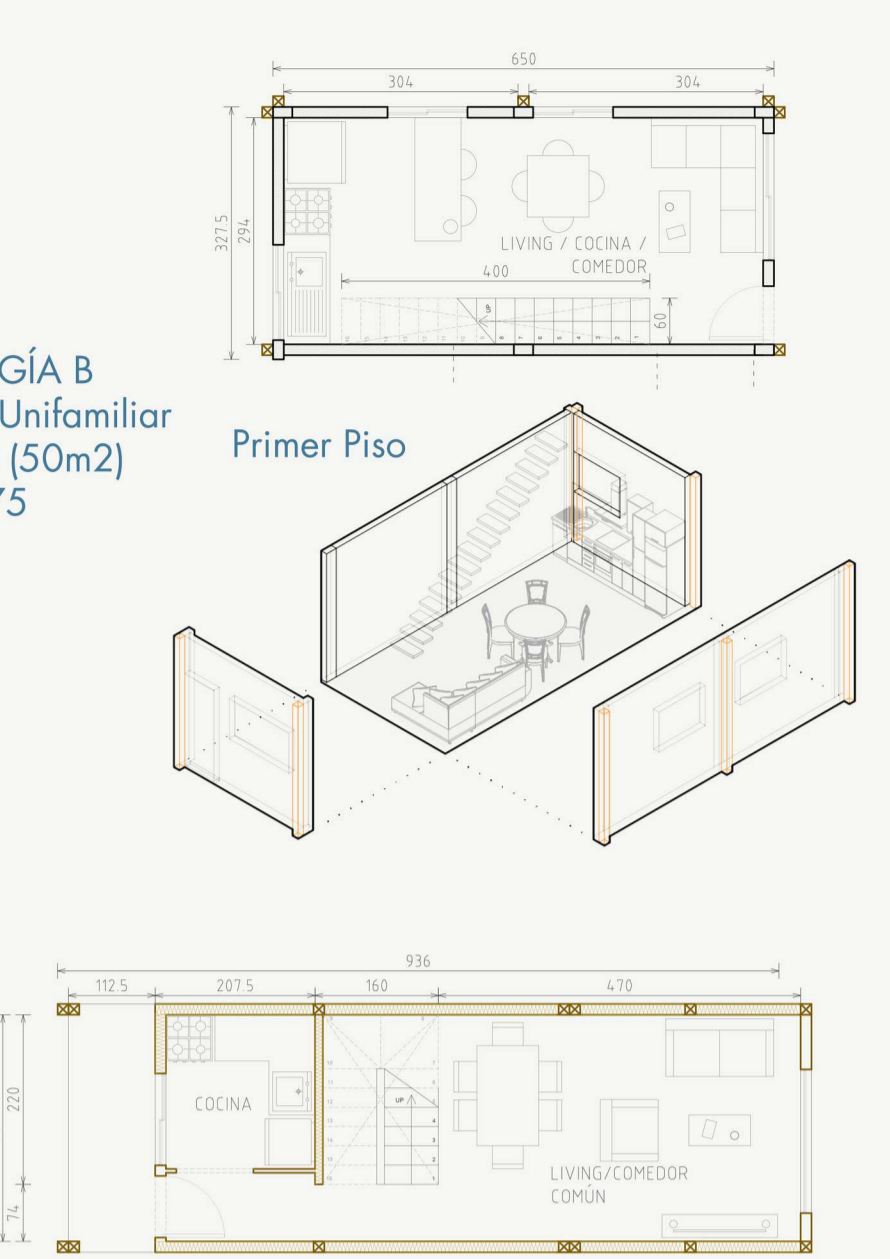 650
304
304
327.5
294
LIVING / COCINA /
COMEDOR
400
UP
60
GÍA B
Unifamiliar
(50m2)
75
Primer Piso
936
112.5
207.5
160
470
220
COCINA
UP
LIVING/COMEDOR
COMÚN
74